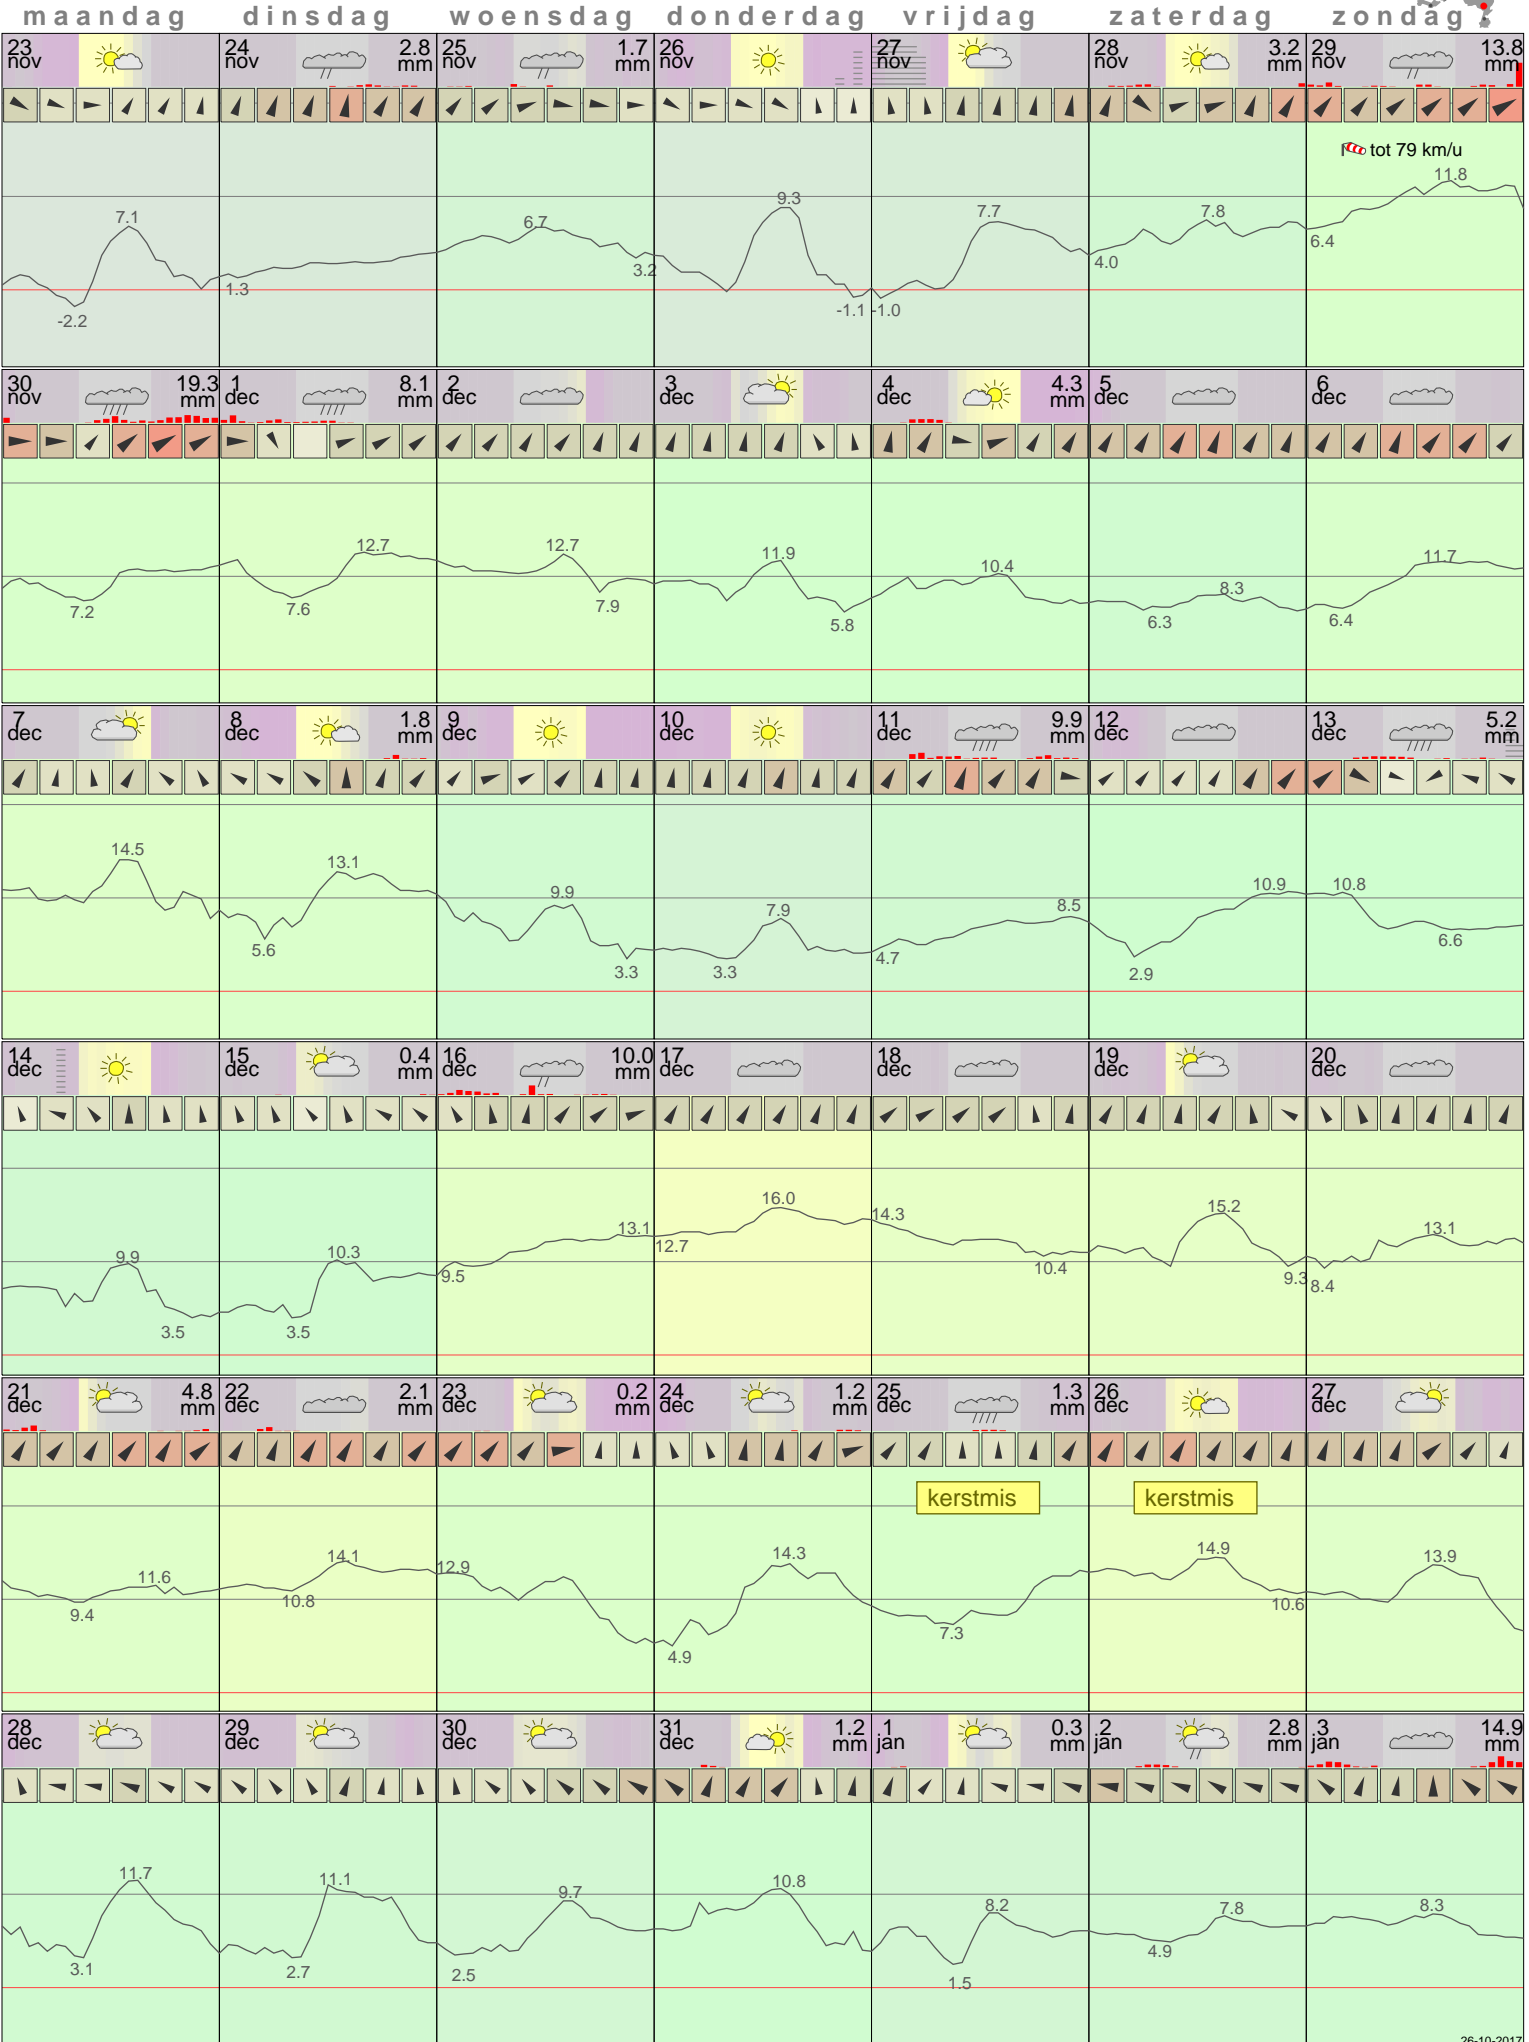 maandag dinsdag woensdag donderdag vrijdag zaterdag zondag
23 nov 24 nov 2.8 mm 25 nov 1.7 mm 26 nov 27 nov 28 nov 3.2 mm 29 nov 13.8 mm
tot 79 km/u
7.1 6.7 9.3 7.7 7.8 11.8
-2.2 1.3 3.2 -1.1 -1.0 4.0 6.4
30 nov 19.3 mm 1 dec 8.1 mm 2 dec 3 dec 4 dec 4.3 mm 5 dec 6 dec
12.7 12.7 11.9 10.4 8.3 11.7
7.2 7.6 7.9 5.8 6.3 6.4
7 dec 8 dec 1.8 mm 9 dec 10 dec 11 dec 9.9 mm 12 dec 13 dec 5.2 mm
14.5 13.1 9.9 7.9 8.5 10.9 10.8
5.6 3.3 3.3 4.7 2.9 6.6
14 dec 15 dec 0.4 mm 16 dec 10.0 mm 17 dec 18 dec 19 dec 20 dec
9.9 10.3 13.1 16.0 14.3 15.2 13.1
3.5 3.5 9.5 12.7 10.4 9.3 8.4
21 dec 4.8 mm 22 dec 2.1 mm 23 dec 0.2 mm 24 dec 1.2 mm 25 dec 1.3 mm 26 dec 27 dec
kerstmis kerstmis
11.6 14.1 12.9 14.3 14.9 13.9
9.4 10.8 4.9 7.3 10.6
28 dec 29 dec 30 dec 31 dec 1.2 mm 1 jan 0.3 mm 2 jan 2.8 mm 3 jan 14.9 mm
11.7 11.1 9.7 10.8 8.2 7.8 8.3
3.1 2.7 2.5 1.5 4.9
26-10-2017